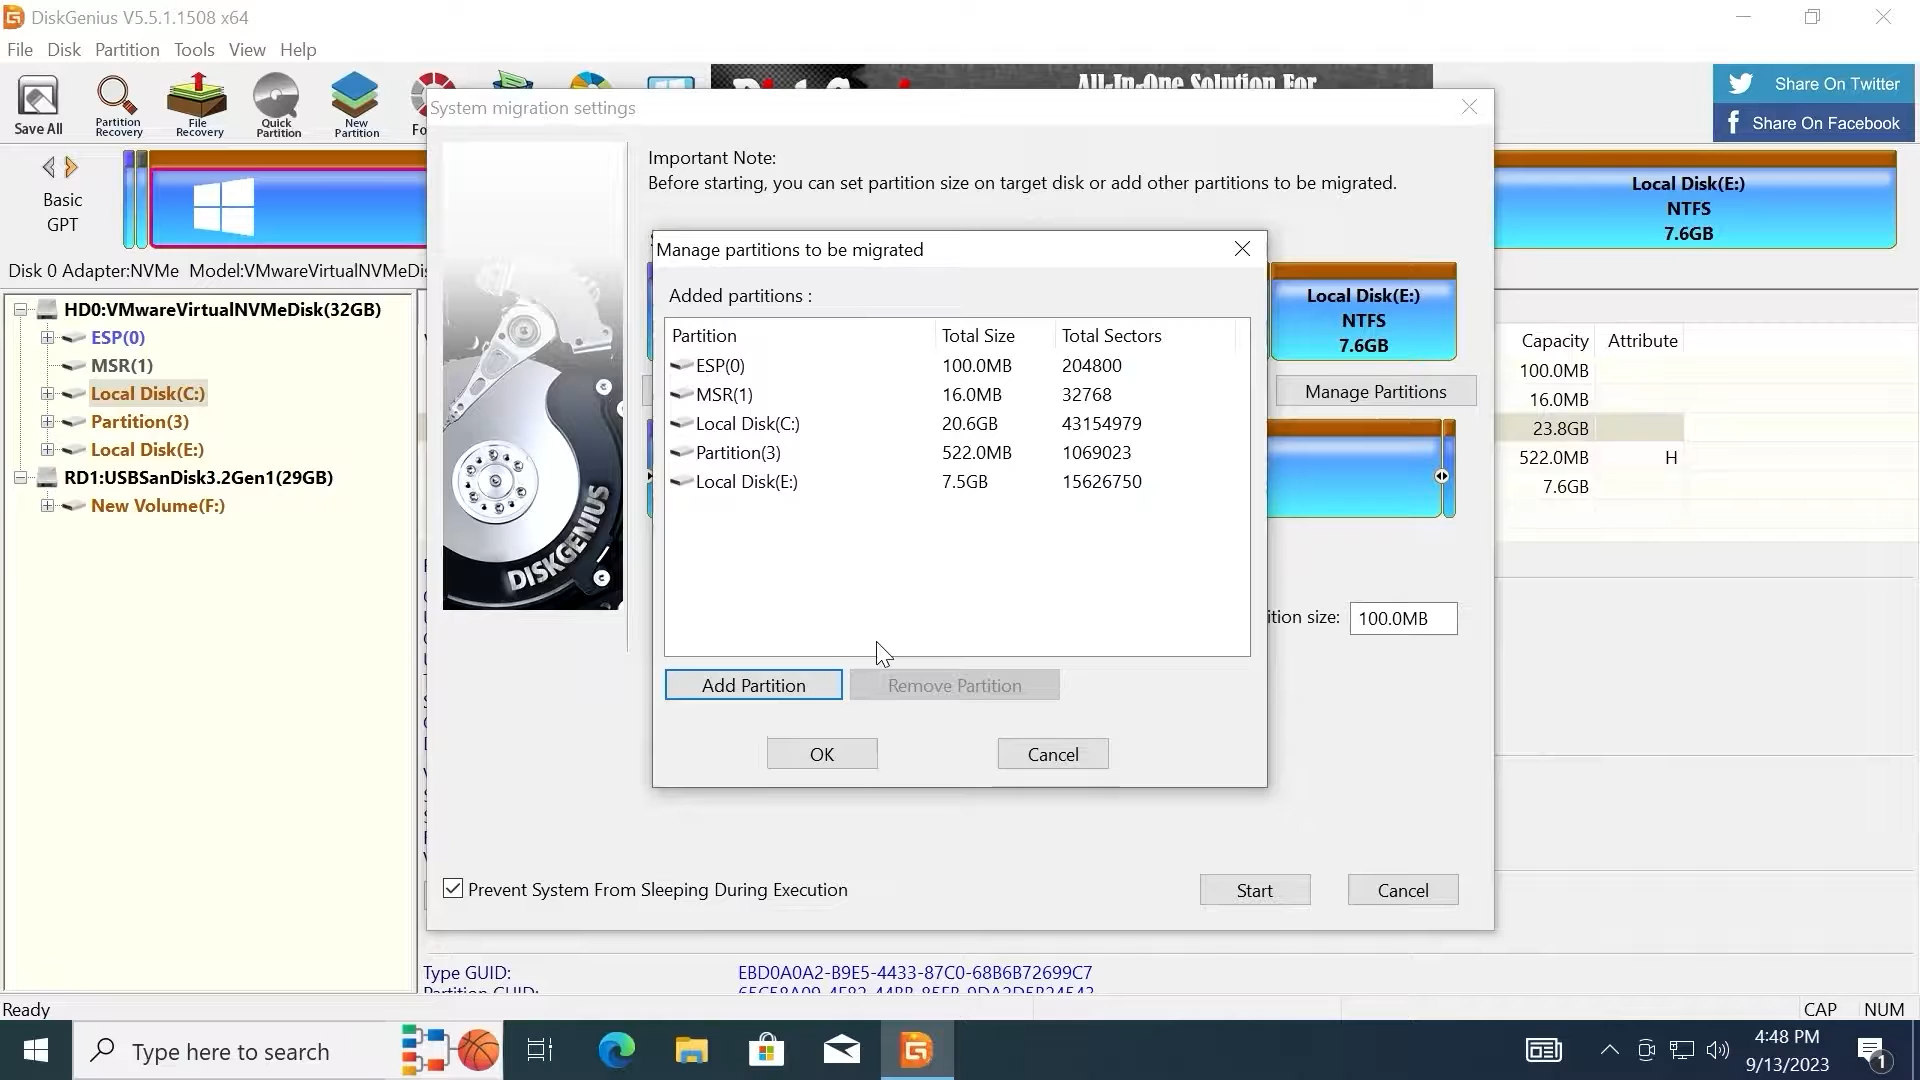 DiskGenius V5.5.1.1508 x64
File Disk Partition Tools View Help
Save All
Partition Recovery
File Recovery
Quick Partition
New Partition
All-In-One Solution For
Share On Twitter
Share On Facebook
Basic
GPT
Local Disk(E:)
NTFS
7.6GB
Disk 0 Adapter:NVMe Model:VMwareVirtualNVMeDis
HD0:VMwareVirtualNVMeDisk(32GB)
ESP(0)
MSR(1)
Local Disk(C:)
Partition(3)
Local Disk(E:)
RD1:USBSanDisk3.2Gen1(29GB)
New Volume(F:)
System migration settings
Important Note:
Before starting, you can set partition size on target disk or add other partitions to be migrated.
Local Disk(E:)
NTFS
7.6GB
Manage Partitions
ition size: 100.0MB
DISKGENIUS
Manage partitions to be migrated
Added partitions :
Partition Total Size Total Sectors
ESP(0) 100.0MB 204800
MSR(1) 16.0MB 32768
Local Disk(C:) 20.6GB 43154979
Partition(3) 522.0MB 1069023
Local Disk(E:) 7.5GB 15626750
Add Partition Remove Partition
OK Cancel
Prevent System From Sleeping During Execution
Start Cancel
Capacity Attribute
100.0MB
16.0MB
23.8GB
522.0MB H
7.6GB
Type GUID: EBD0A0A2-B9E5-4433-87C0-68B6B72699C7
Ready
CAP NUM
Type here to search
4:48 PM
9/13/2023
1